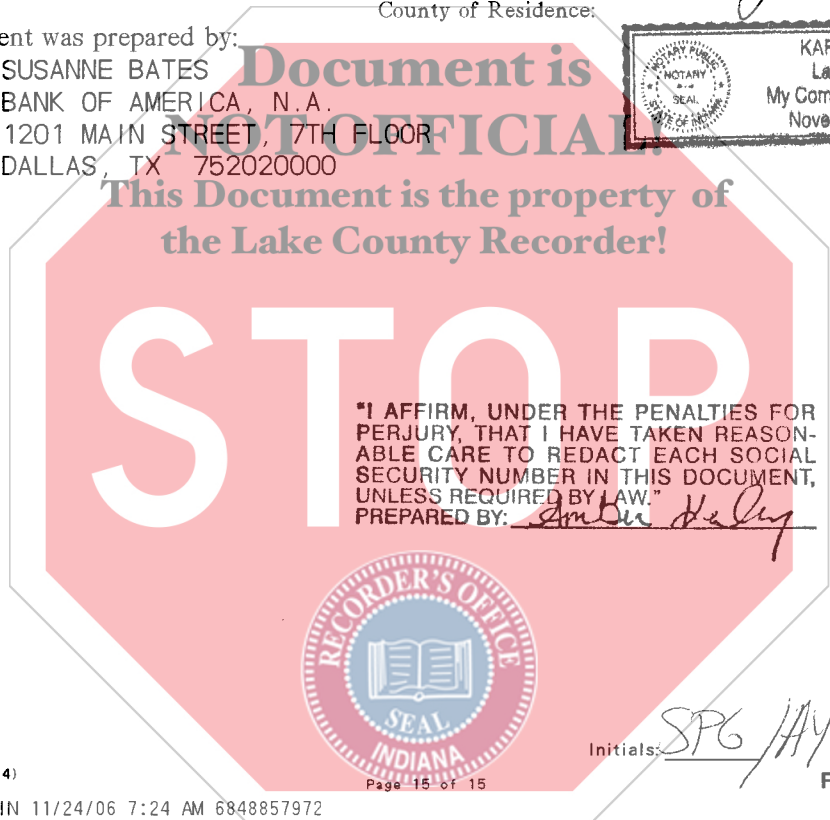 County of Residence:
ent was prepared by:
SUSANNE BATES
BANK OF AMERICA, N.A.
1201 MAIN STREET, 7TH FLOOR
DALLAS, TX 752020000
NOTARY PUBLIC
NOTARY
SEAL
STATE OF INDIANA
KAR
La
My Com
Nove
Document is
NOT OFFICIAL!
This Document is the property of
the Lake County Recorder!
STOP
"I AFFIRM, UNDER THE PENALTIES FOR
PERJURY, THAT I HAVE TAKEN REASON-
ABLE CARE TO REDACT EACH SOCIAL
SECURITY NUMBER IN THIS DOCUMENT,
UNLESS REQUIRED BY LAW."
PREPARED BY:
RECORDER'S OFFICE
SEAL
INDIANA
Initials: SPG /AY
4)
Page 15 of 15
F
IN 11/24/06 7:24 AM 6848857972